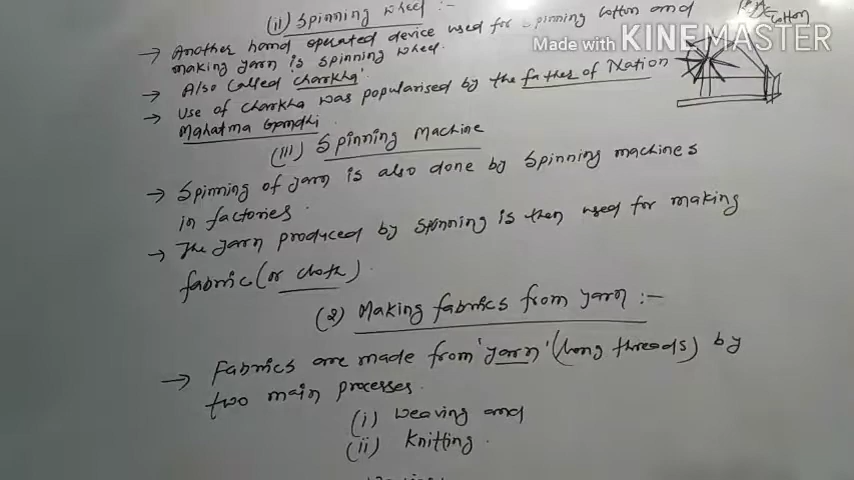 (ii) Spinning wheel :-
→ Another hand operated device used for spinning cotton and
making yarn is spinning wheel.
→ Also called charkha.
→ Use of charkha was popularised by the father of Nation
Mahatma Gandhi.
Cotton
Made with KINEMASTER
(iii) Spinning Machine
→ Spinning of yarn is also done by spinning machines
in factories.
→ The yarn produced by spinning is then used for making
fabric (or cloth).
(2) Making fabrics from yarn :-
→ Fabrics are made from 'yarn' (long threads) by
two main processes.
(i) weaving and
(ii) Knitting.